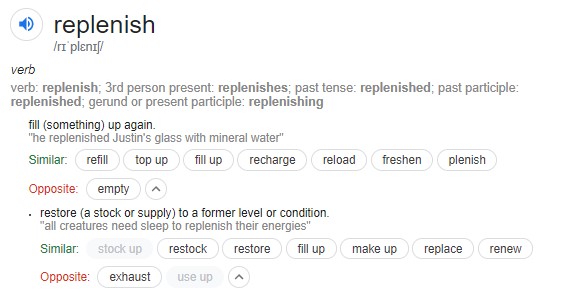 replenish
/rɪˈplɛnɪʃ/
verb
verb: replenish; 3rd person present: replenishes; past tense: replenished; past participle:
replenished; gerund or present participle: replenishing
fill (something) up again.
"he replenished Justin's glass with mineral water"
Similar: refill top up fill up recharge reload freshen plenish
Opposite: empty
• restore (a stock or supply) to a former level or condition.
"all creatures need sleep to replenish their energies"
Similar: stock up restock restore fill up make up replace renew
Opposite: exhaust use up